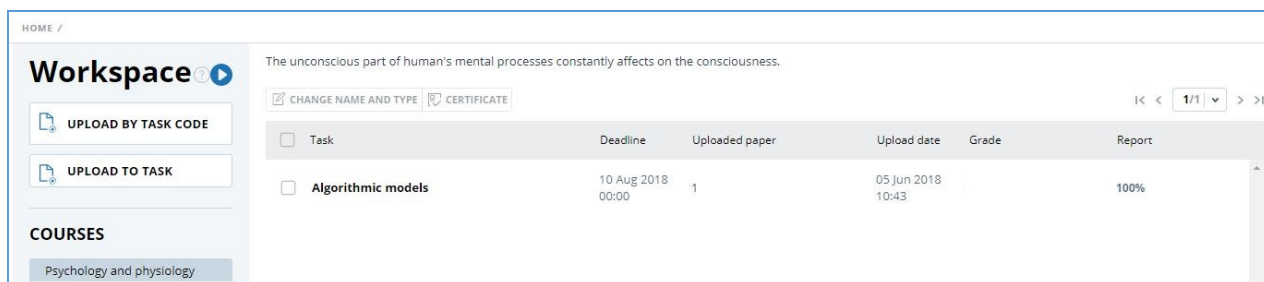 HOME /
Workspace ?
The unconscious part of human's mental processes constantly affects on the consciousness.
CHANGE NAME AND TYPE CERTIFICATE 1/1
UPLOAD BY TASK CODE
UPLOAD TO TASK
Task Deadline Uploaded paper Upload date Grade Report
Algorithmic models 10 Aug 2018 00:00 1 05 Jun 2018 10:43 100%
COURSES
Psychology and physiology